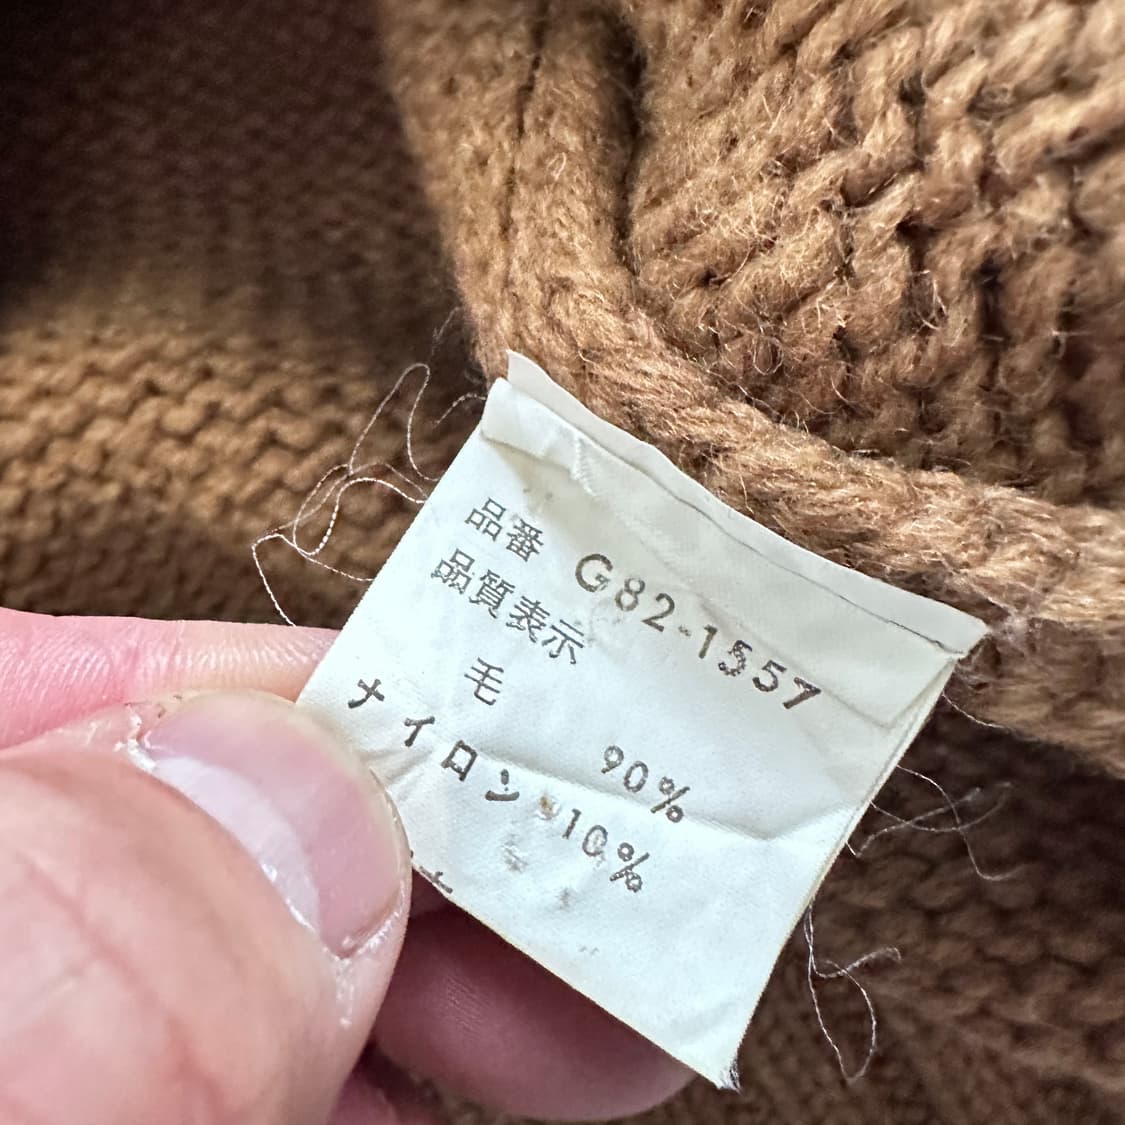 品番 G82-1557
品質表示
毛 90%
ナイロン 10%